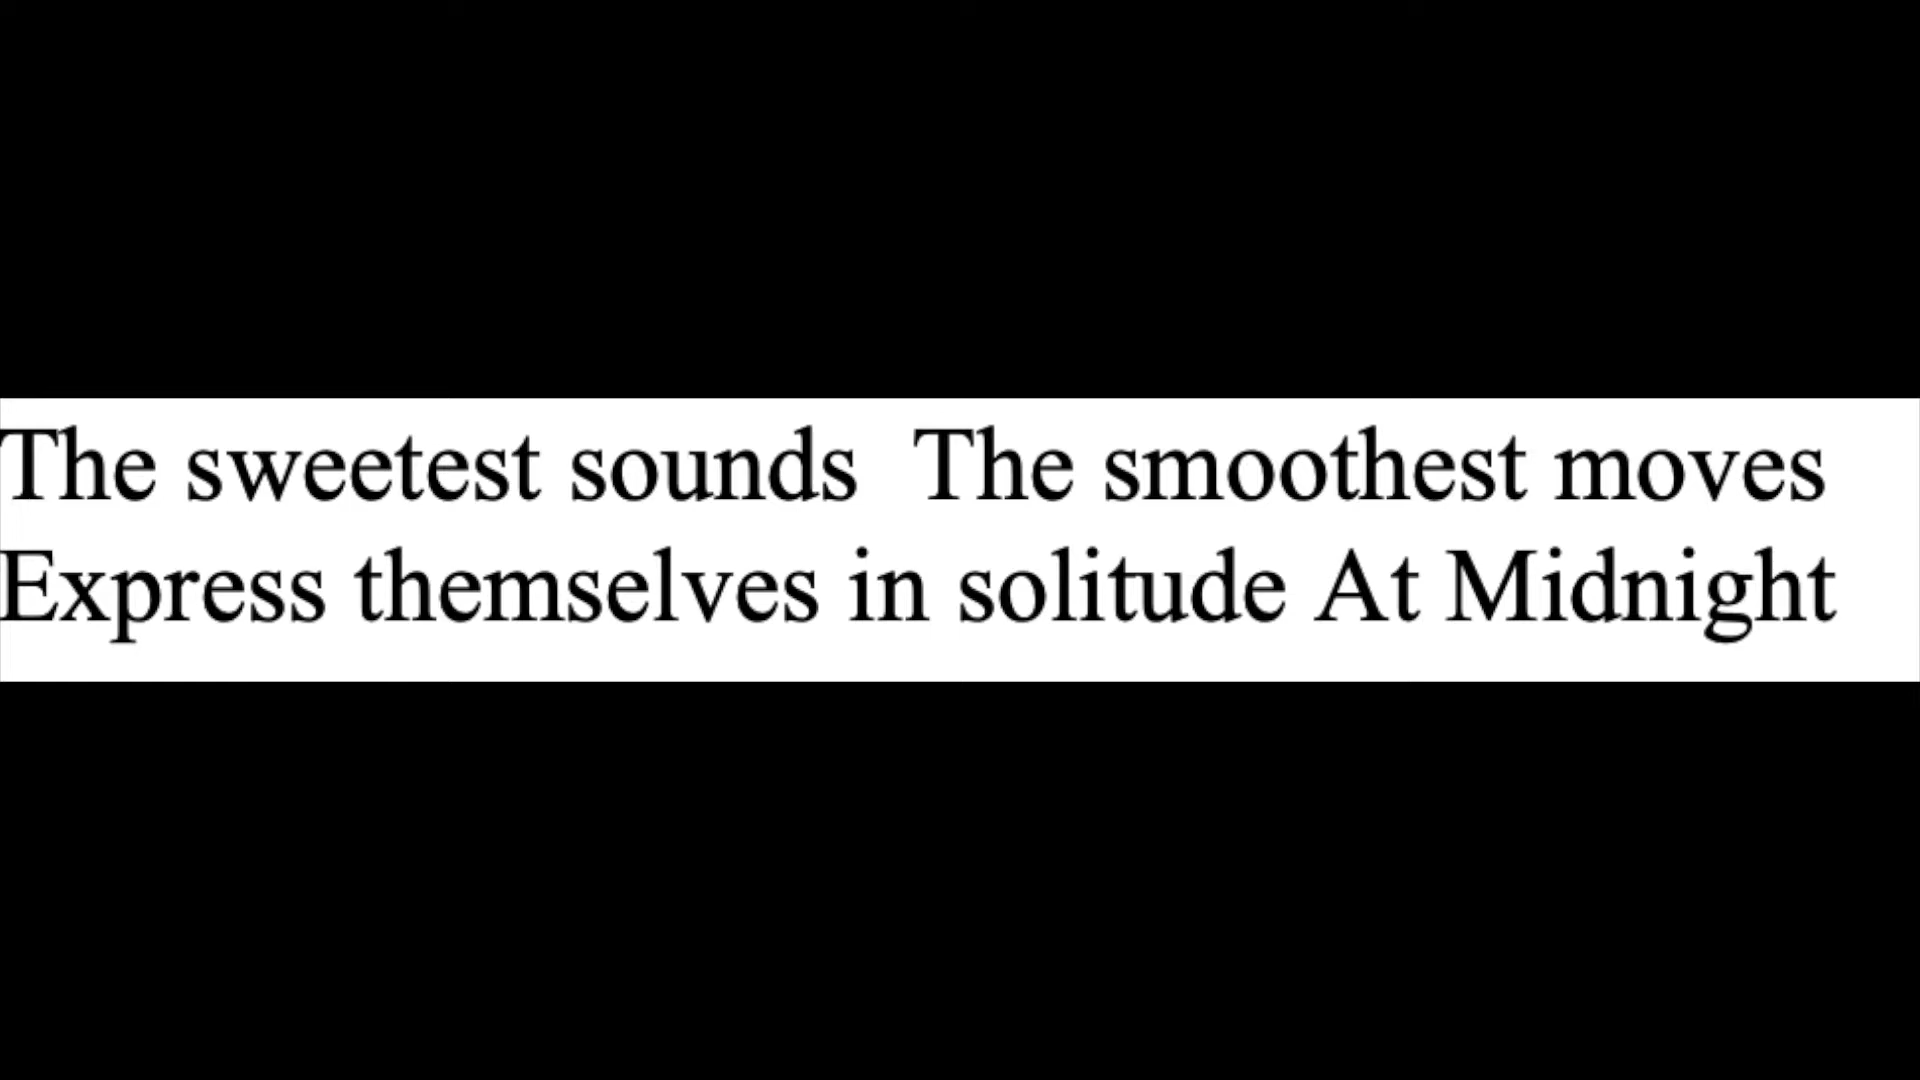 The sweetest sounds  The smoothest moves
Express themselves in solitude At Midnight